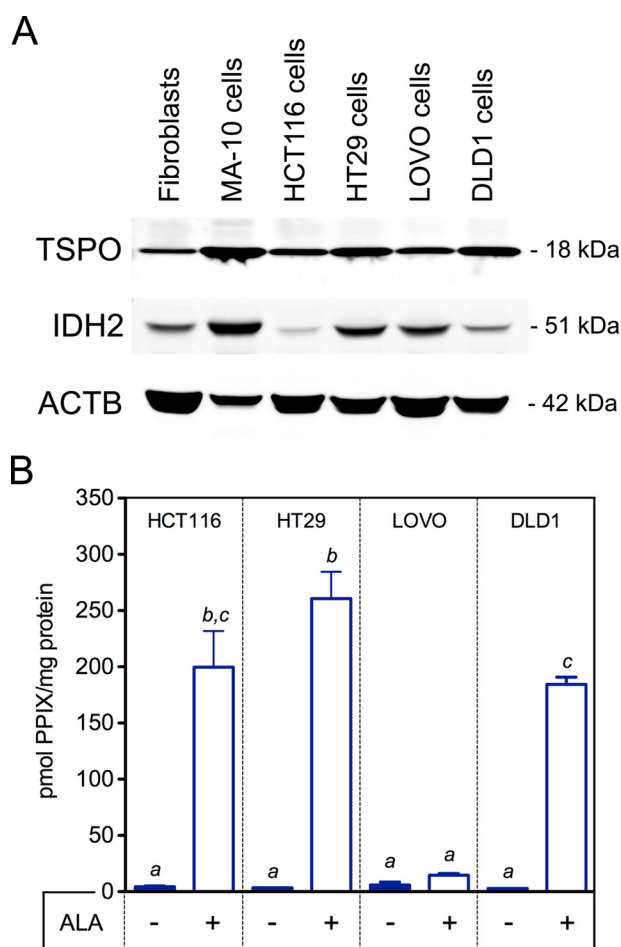 A
Fibroblasts
MA-10 cells
HCT116 cells
HT29 cells
LOVO cells
DLD1 cells
TSPO - 18 kDa
IDH2 - 51 kDa
ACTB - 42 kDa
B
pmol PPIX/mg protein
350
300
250
200
150
100
50
0
HCT116 HT29 LOVO DLD1
a b,c a b a a a c
ALA - + - + - + - +